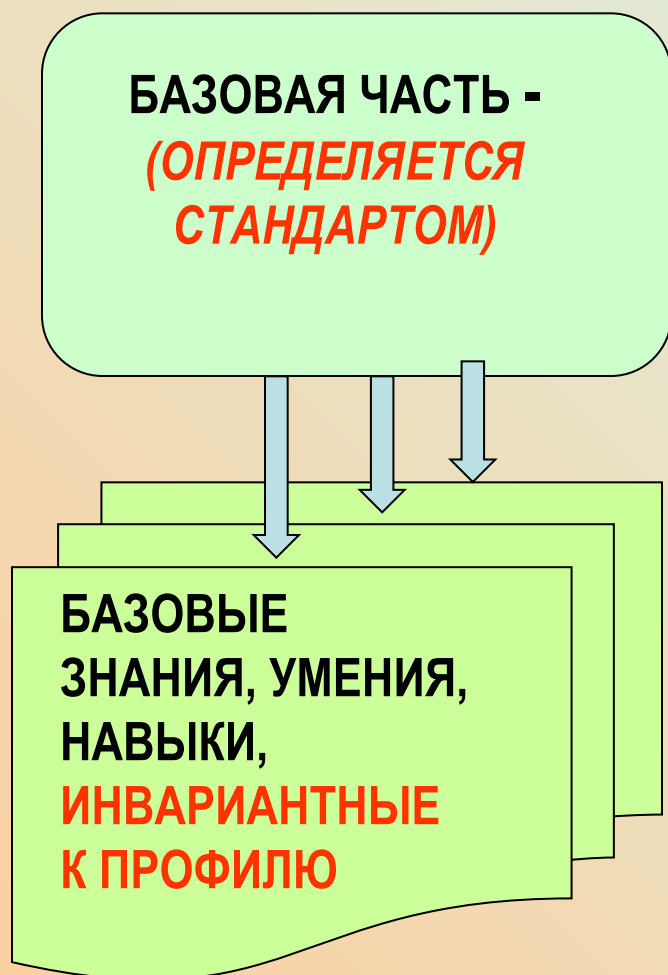 БАЗОВАЯ ЧАСТЬ -
(ОПРЕДЕЛЯЕТСЯ
СТАНДАРТОМ)
БАЗОВЫЕ
ЗНАНИЯ, УМЕНИЯ,
НАВЫКИ,
ИНВАРИАНТНЫЕ
К ПРОФИЛЮ